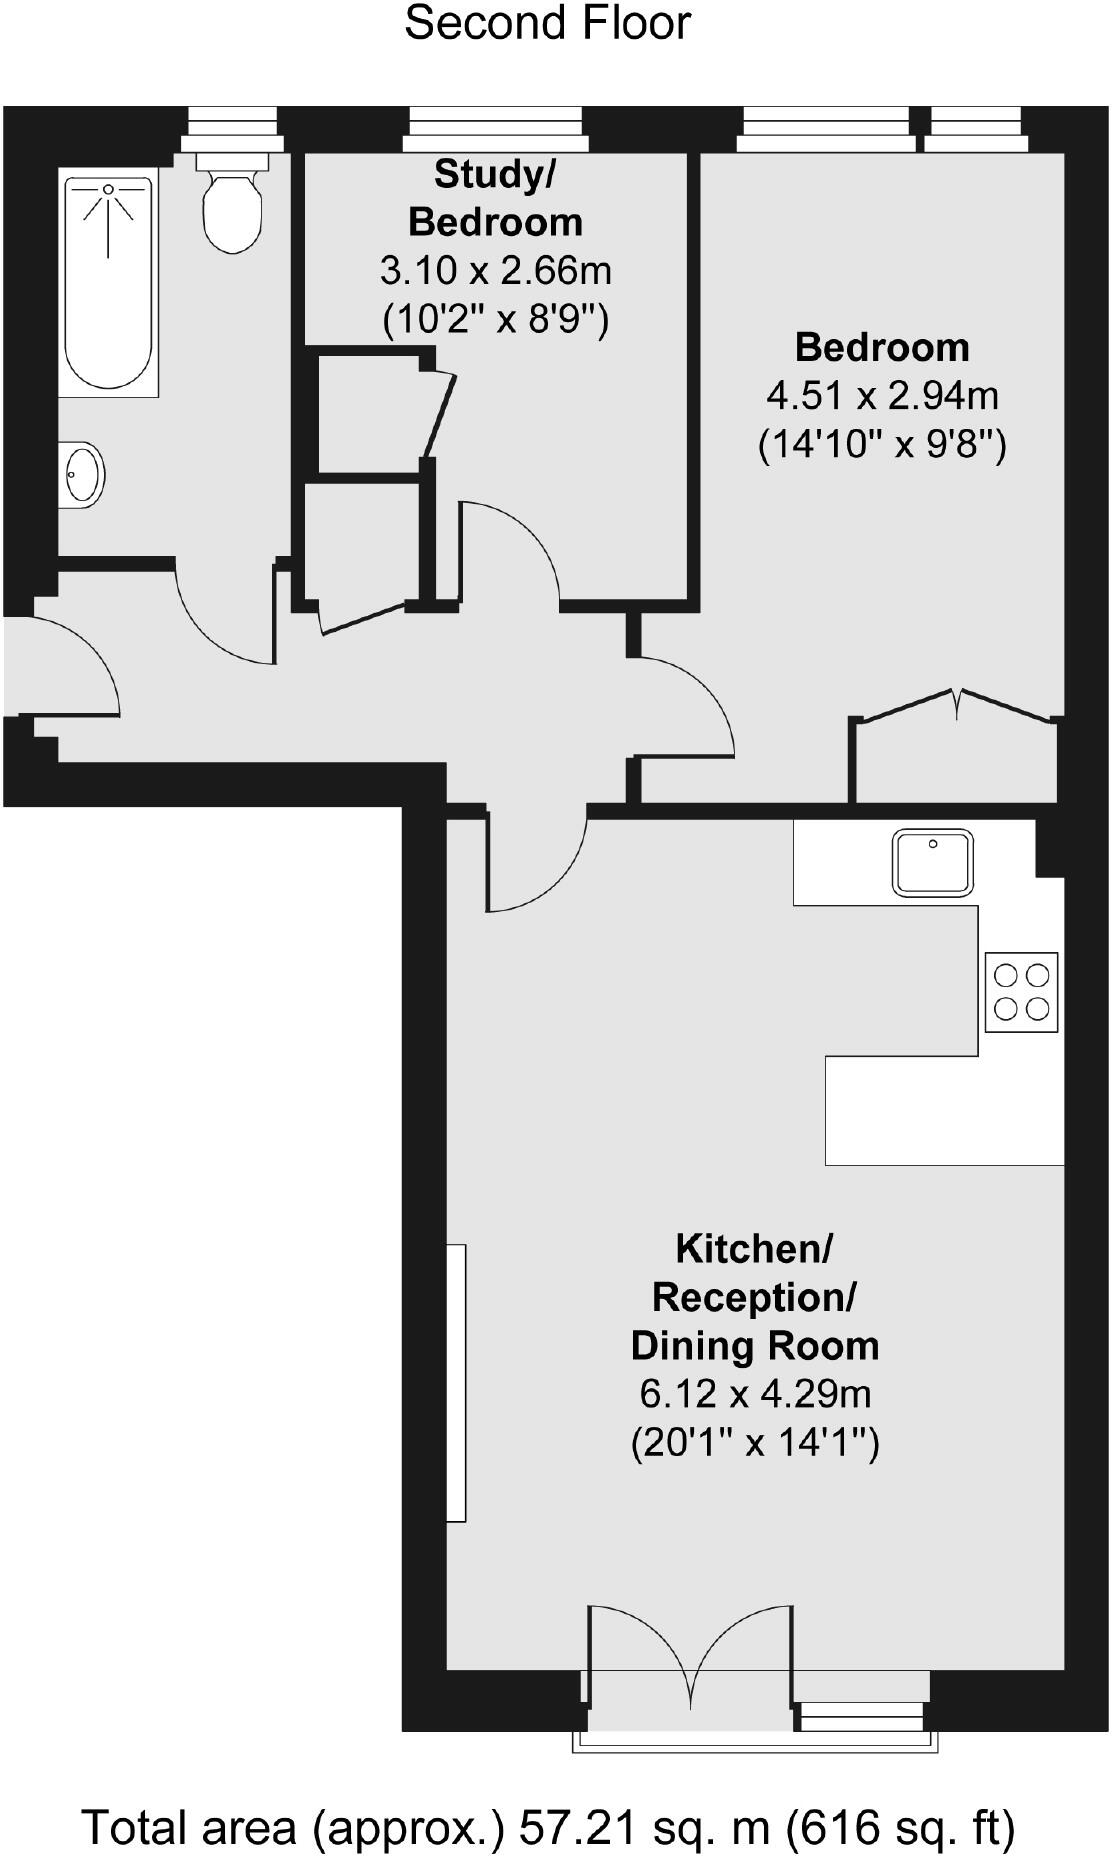 Second Floor
Study/
Bedroom
3.10 x 2.66m
(10'2" x 8'9")
Bedroom
4.51 x 2.94m
(14'10" x 9'8")
Kitchen/
Reception/
Dining Room
6.12 x 4.29m
(20'1" x 14'1")
Total area (approx.) 57.21 sq. m (616 sq. ft)